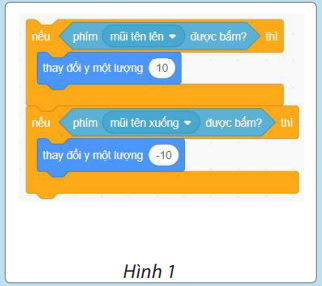 nếu phím mũi tên lên được bấm? thì
thay đổi y một lượng 10
nếu phím mũi tên xuống được bấm? thì
thay đổi y một lượng -10
Hình 1